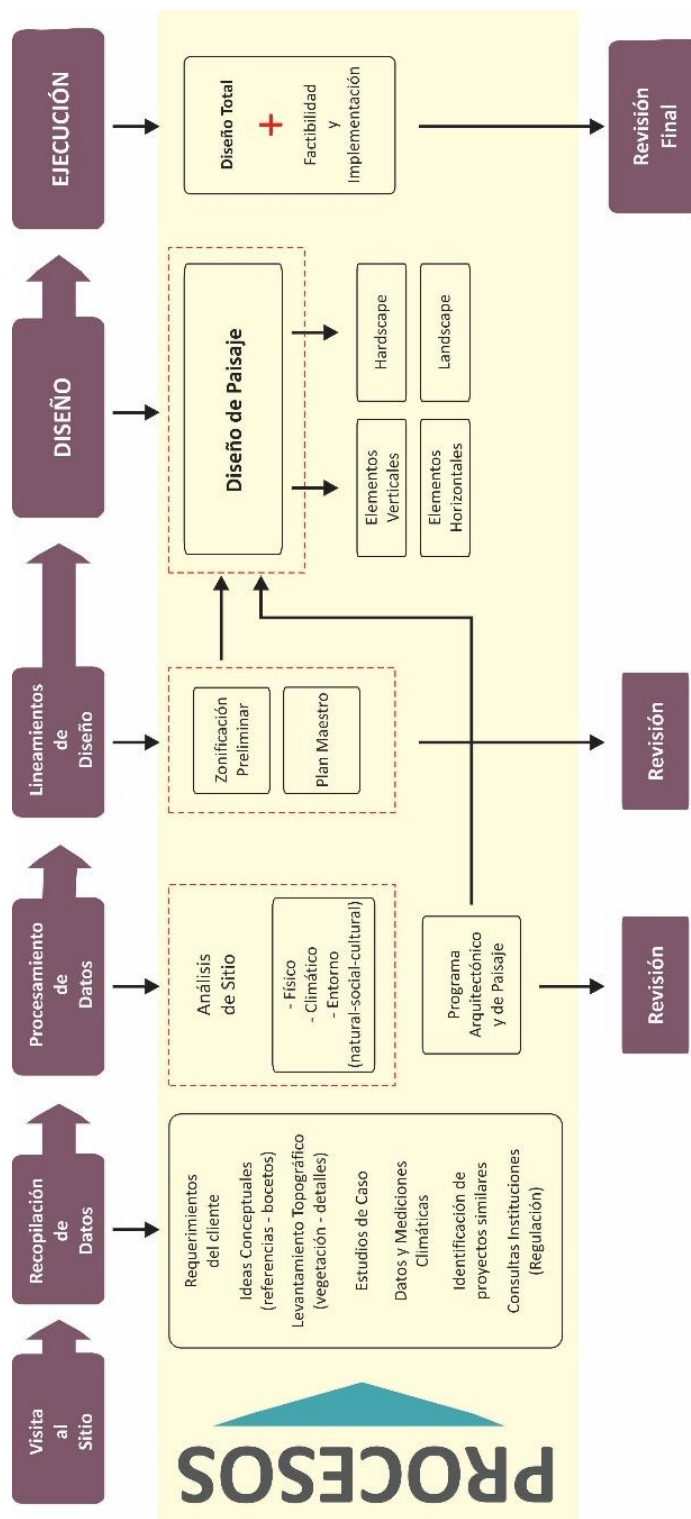 Visita
al
Sitio
Recopilación
de
Datos
Procesamiento
de
Datos
Lineamientos
de
Diseño
DISEÑO
EJECUCIÓN
PROCESOS
Requerimientos
del cliente
Ideas Conceptuales
(referencias - bocetos)
Levantamiento Topográfico
(vegetación - detalles)
Estudios de Caso
Datos y Mediciones
Climáticas
Identificación de
proyectos similares
Consultas Instituciones
(Regulación)
Análisis
de Sitio
- Físico
- Climático
- Entorno
(natural-social-cultural)
Programa
Arquitectónico
y de Paisaje
Zonificación
Preliminar
Plan Maestro
Diseño de Paisaje
Elementos
Verticales
Hardscape
Elementos
Horizontales
Landscape
Diseño Total
+
Factibilidad
y
Implementación
Revisión
Revisión
Revisión
Final